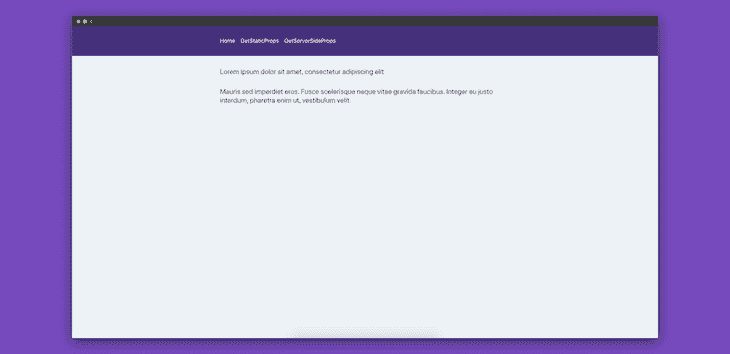 Home GetStaticProps GetServerSideProps
Lorem ipsum dolor sit amet, consectetur adipiscing elit
Mauris sed imperdiet eros. Fusce scelerisque neque vitae gravida faucibus. Integer eu justo
interdum, pharetra enim ut, vestibulum velit.